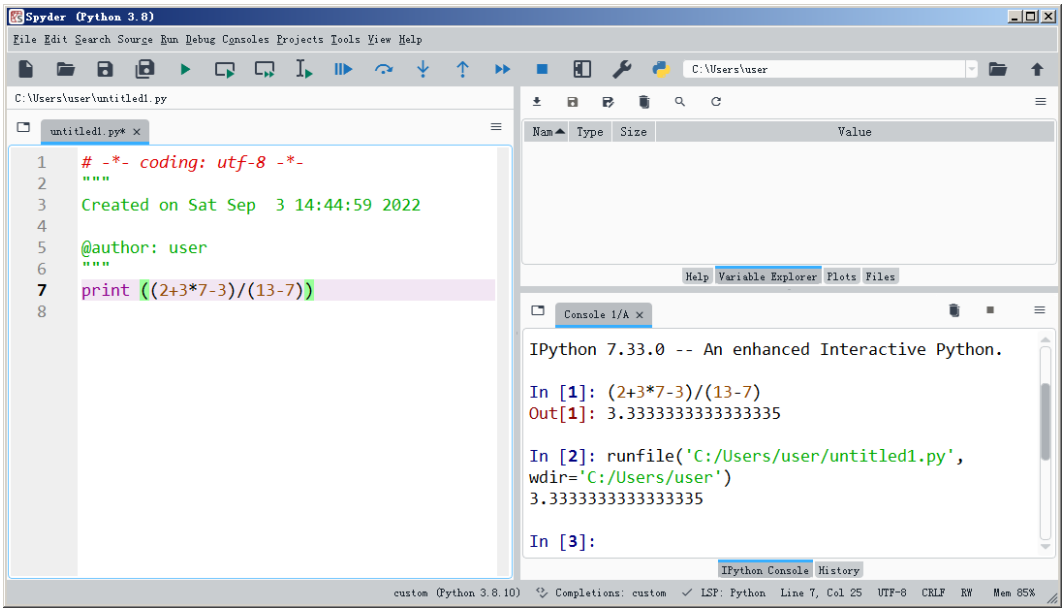 Spyder (Python 3.8)
File Edit Search Source Run Debug Consoles Projects Tools View Help
C:\Users\user
C:\Users\user\untitled1.py
untitled1.py*
1 # -*- coding: utf-8 -*-
2 """
3 Created on Sat Sep  3 14:44:59 2022
4
5 @author: user
6 """
7 print ((2+3*7-3)/(13-7))
8
Nam Type Size Value
Help Variable Explorer Plots Files
Console 1/A
IPython 7.33.0 -- An enhanced Interactive Python.
In [1]: (2+3*7-3)/(13-7)
Out[1]: 3.3333333333333335
In [2]: runfile('C:/Users/user/untitled1.py',
wdir='C:/Users/user')
3.3333333333333335
In [3]:
IPython Console History
custom (Python 3.8.10) Completions: custom LSP: Python Line 7, Col 25 UTF-8 CRLF RW Mem 85%